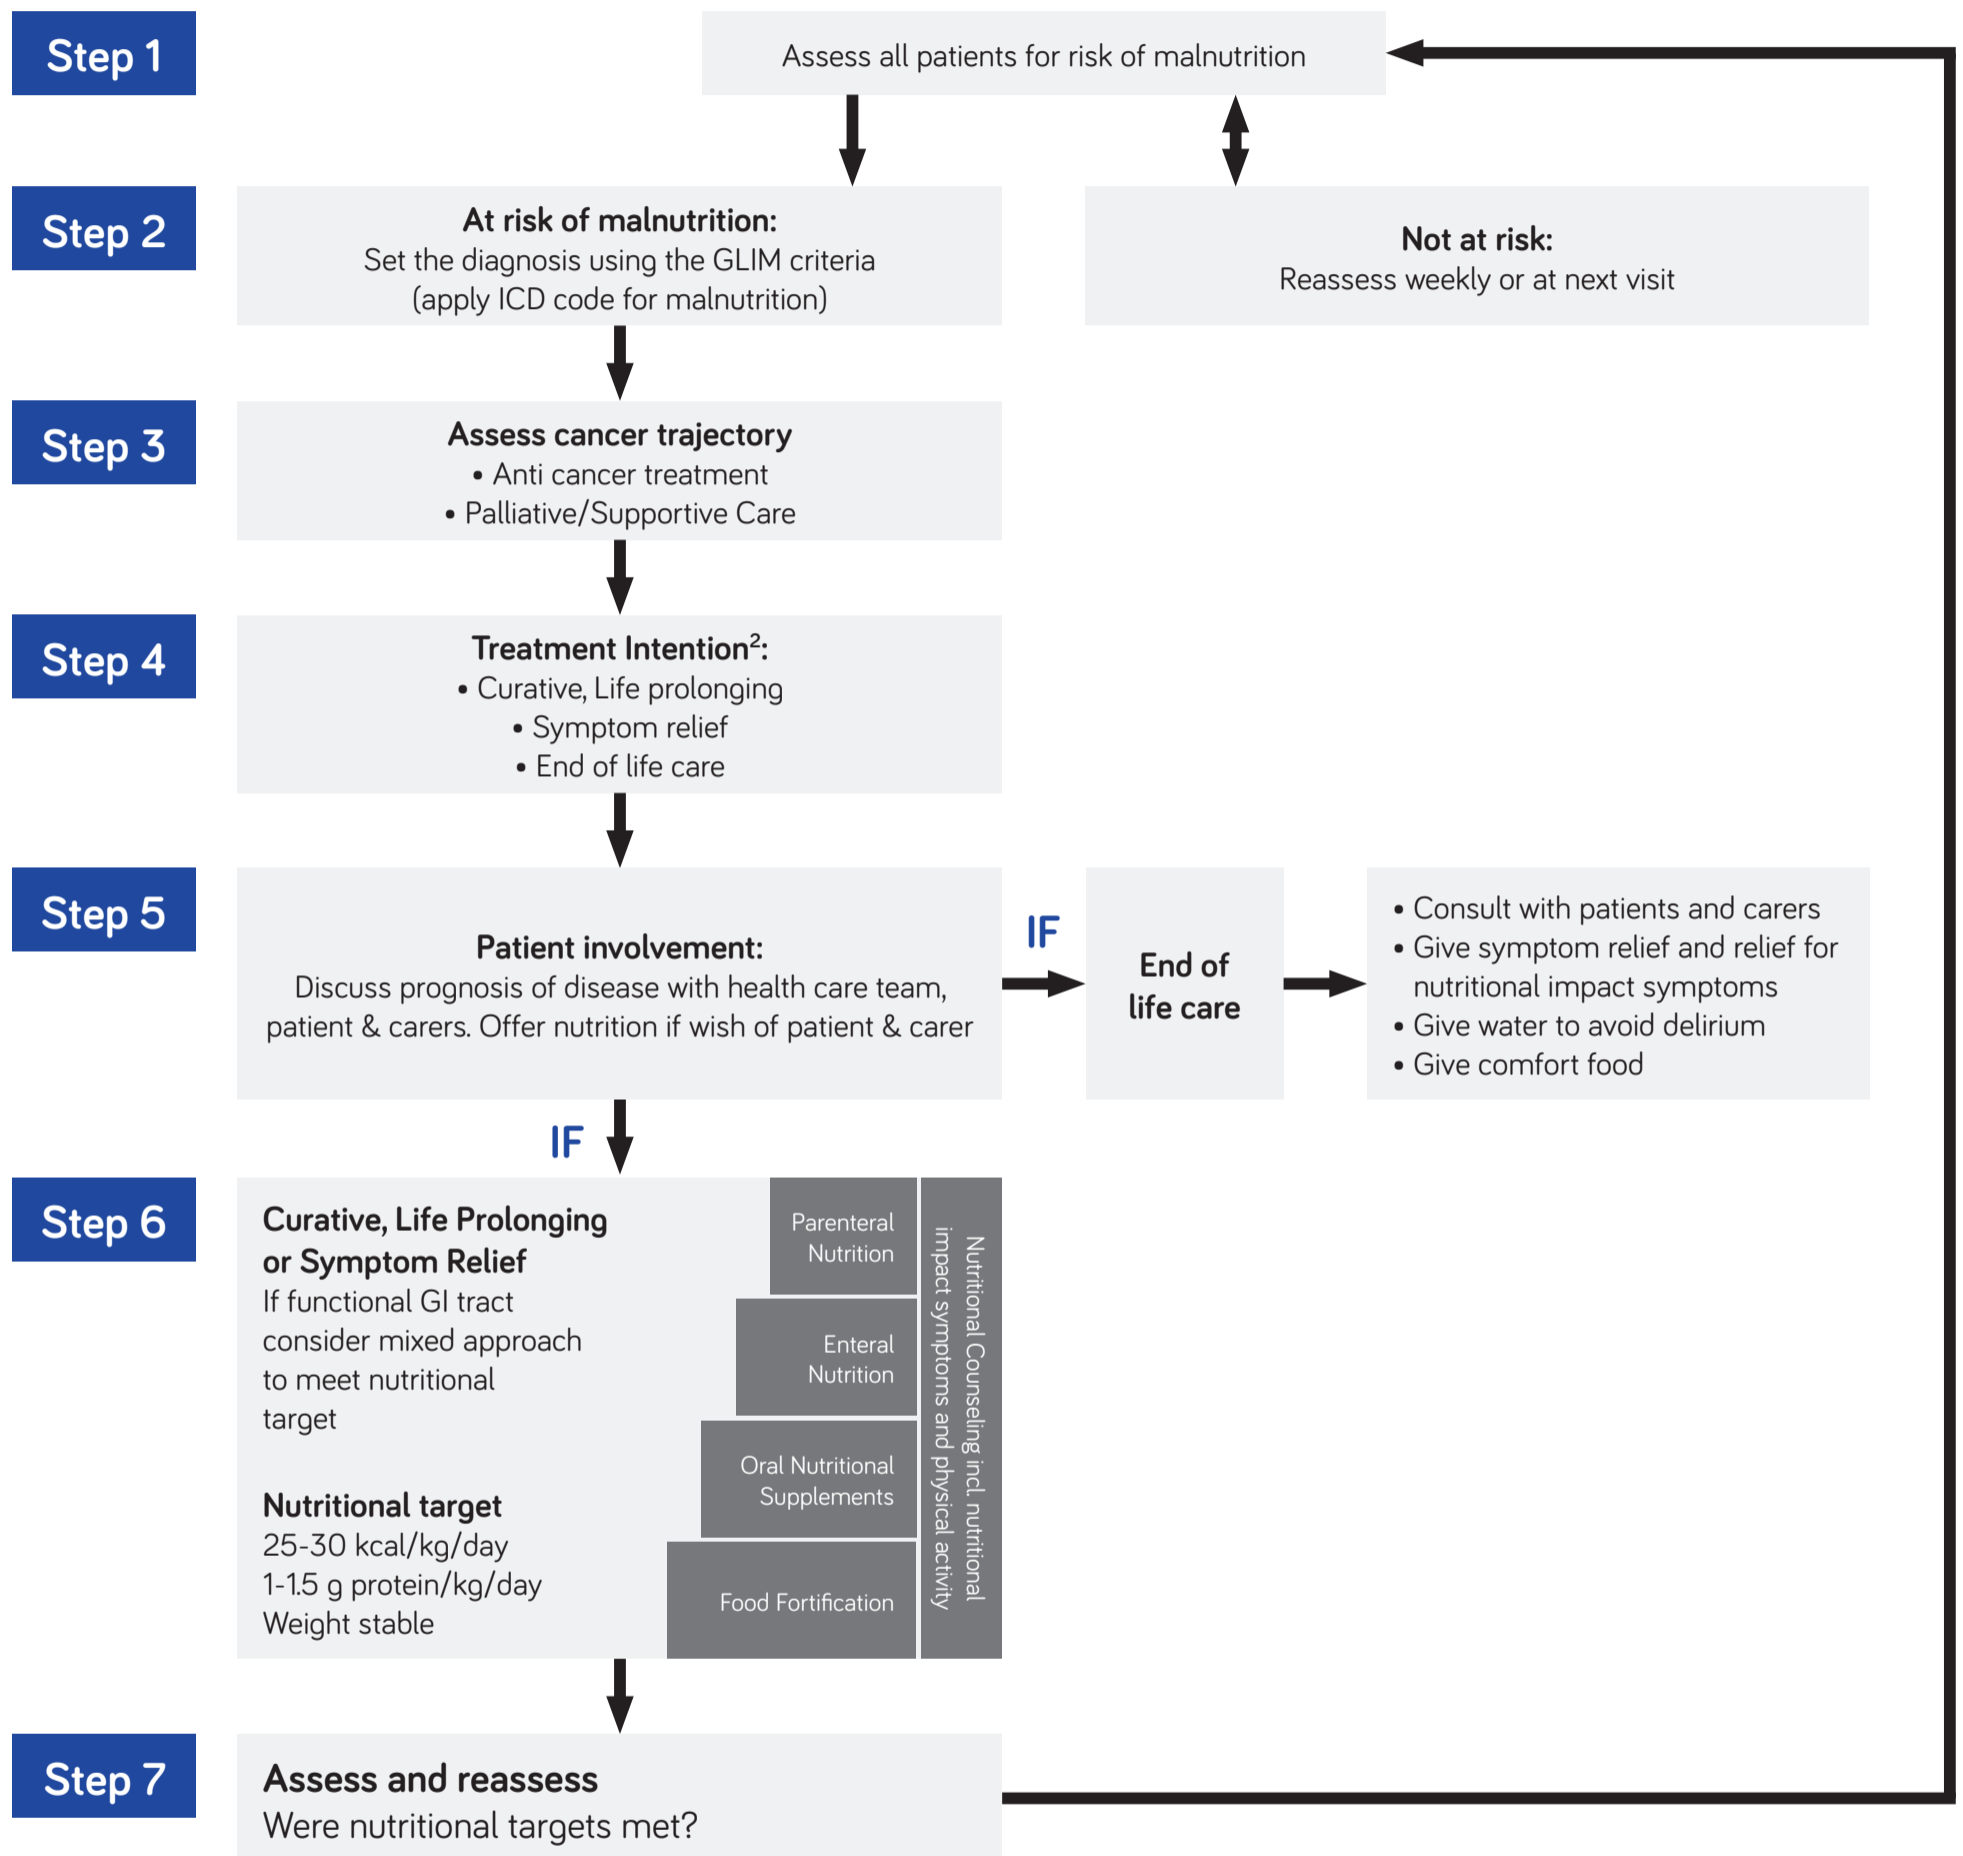 Step 1
Assess all patients for risk of malnutrition
Step 2
At risk of malnutrition:
Set the diagnosis using the GLIM criteria
(apply ICD code for malnutrition)
Not at risk:
Reassess weekly or at next visit
Step 3
Assess cancer trajectory
• Anti cancer treatment
• Palliative/Supportive Care
Step 4
Treatment Intention²:
• Curative, Life prolonging
• Symptom relief
• End of life care
Step 5
Patient involvement:
Discuss prognosis of disease with health care team,
patient & carers. Offer nutrition if wish of patient & carer
IF
End of
life care
• Consult with patients and carers
• Give symptom relief and relief for
nutritional impact symptoms
• Give water to avoid delirium
• Give comfort food
IF
Step 6
Curative, Life Prolonging
or Symptom Relief
If functional GI tract
consider mixed approach
to meet nutritional
target
Nutritional target
25-30 kcal/kg/day
1-1.5 g protein/kg/day
Weight stable
Parenteral
Nutrition
Enteral
Nutrition
Oral Nutritional
Supplements
Food Fortification
Nutritional Counseling incl. nutritional
impact symptoms and physical activity
Step 7
Assess and reassess
Were nutritional targets met?